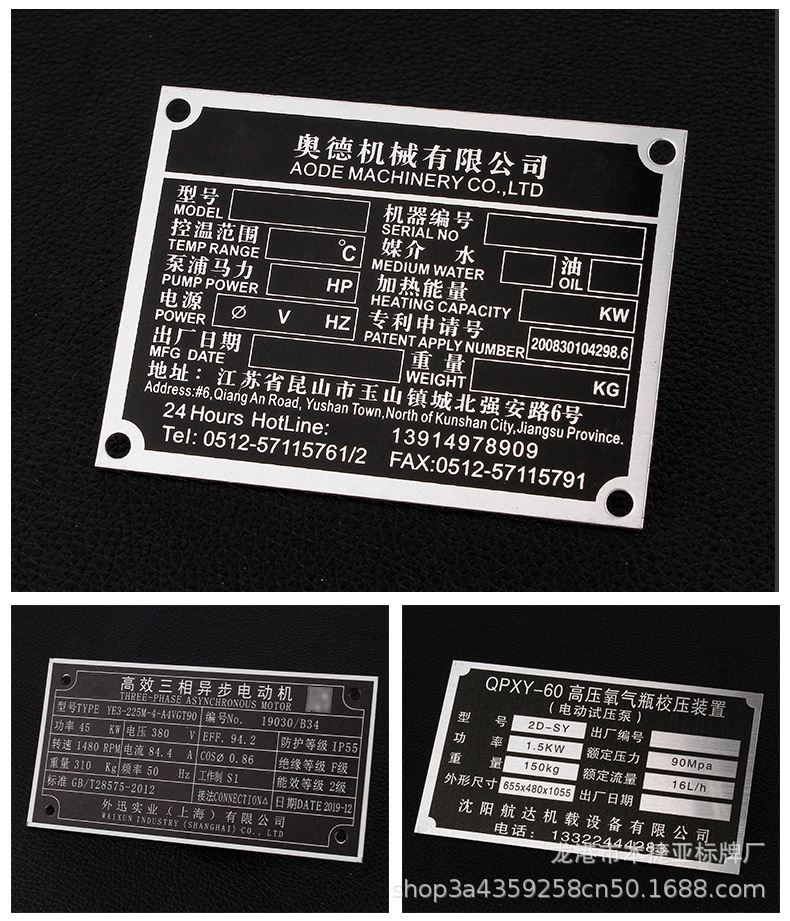 奥德机械有限公司
AODE MACHINERY CO.,LTD
型号
MODEL
机器编号
SERIAL NO
控温范围
TEMP RANGE
℃
媒介 水
MEDIUM WATER
油
OIL
泵浦马力
PUMP POWER
HP
加热能量
HEATING CAPACITY
KW
电源
POWER
Ø V HZ
专利申请号
PATENT APPLY NUMBER
200830104298.6
出厂日期
MFG DATE
重量
WEIGHT
KG
地址:江苏省昆山市玉山镇城北强安路6号
Address:#6,Qiang An Road, Yushan Town,North of Kunshan City,Jiangsu Province.
24 Hours HotLine: 13914978909
Tel: 0512-57115761/2 FAX:0512-57115791
高效三相异步电动机
THREE-PHASE ASYNCHRONOUS MOTOR
型号TYPE YE3-225M-4-A4VGT90 编号No. 19030/B34
功率 45 KW 电压 380 V EFF. 94.2 防护等级 IP55
转速 1480 RPM 电流 84.4 A COSØ 0.86 绝缘等级 F级
重量 310 Kg 频率 50 Hz 工作制 S1 能效等级 2级
标准 GB/T28575-2012 接法CONNECTION△ 日期DATE 2019-12
外迅实业(上海)有限公司
WAIXUN INDUSTRY (SHANGHAI) CO., LTD
QPXY-60 高压氧气瓶校压装置
(电动试压泵)
型号 2D-SY 出厂编号
功率 1.5KW 额定压力 90Mpa
重量 150kg 额定流量 16L/h
外形尺寸 655x480x1055 出厂日期
沈阳航达机载设备有限公司
电话: 13322444283
龙港市本捷亚标牌厂
shop3a4359258cn50.1688.com